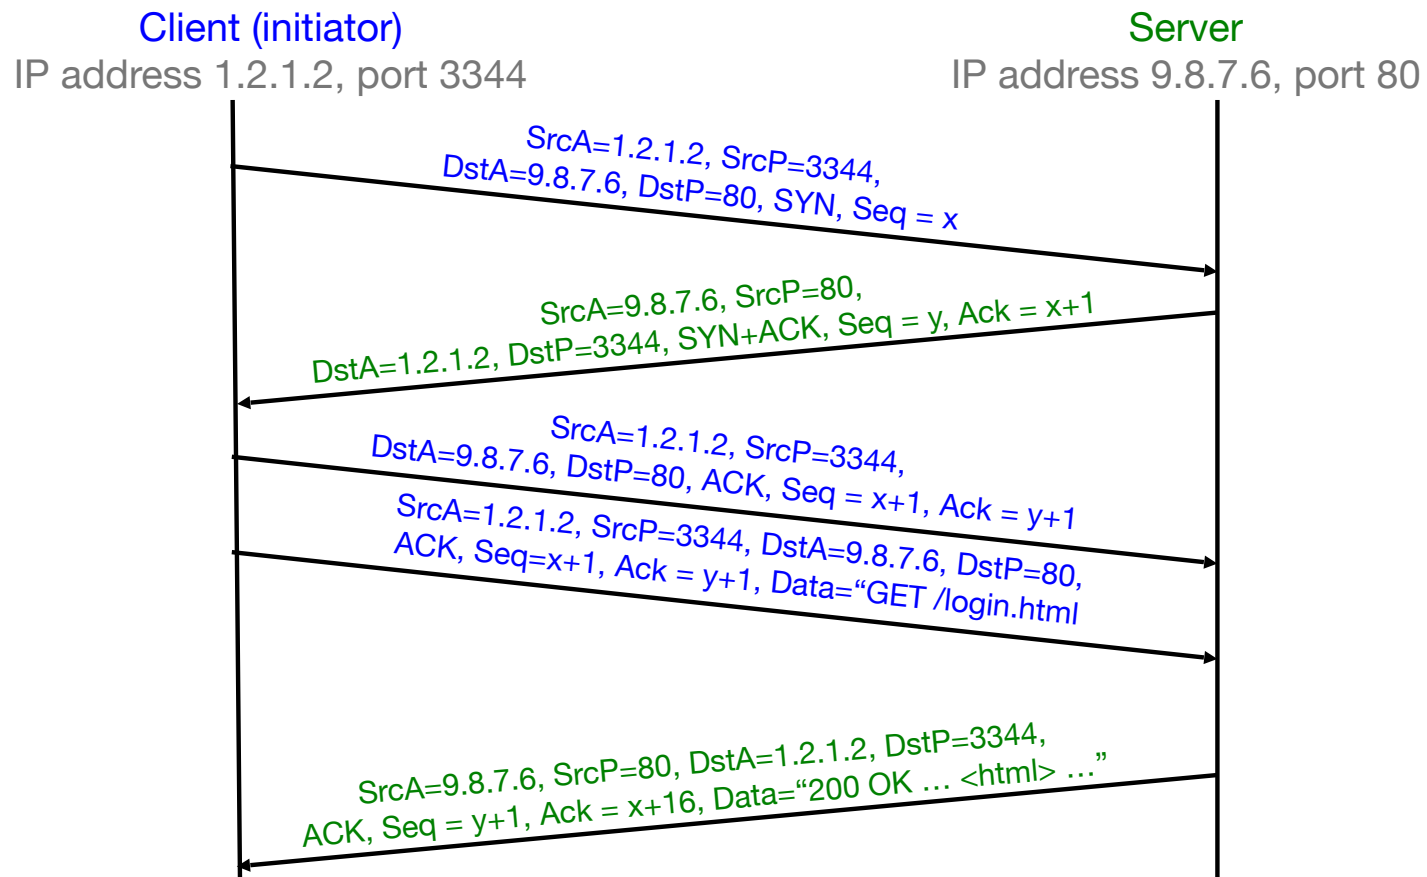 Client (initiator)
IP address 1.2.1.2, port 3344
Server
IP address 9.8.7.6, port 80
SrcA=1.2.1.2, SrcP=3344,
DstA=9.8.7.6, DstP=80, SYN, Seq = x
SrcA=9.8.7.6, SrcP=80,
DstA=1.2.1.2, DstP=3344, SYN+ACK, Seq = y, Ack = x+1
SrcA=1.2.1.2, SrcP=3344,
DstA=9.8.7.6, DstP=80, ACK, Seq = x+1, Ack = y+1
SrcA=1.2.1.2, SrcP=3344, DstA=9.8.7.6, DstP=80,
ACK, Seq=x+1, Ack = y+1, Data=“GET /login.html
SrcA=9.8.7.6, SrcP=80, DstA=1.2.1.2, DstP=3344,
ACK, Seq = y+1, Ack = x+16, Data=“200 OK … <html> …”